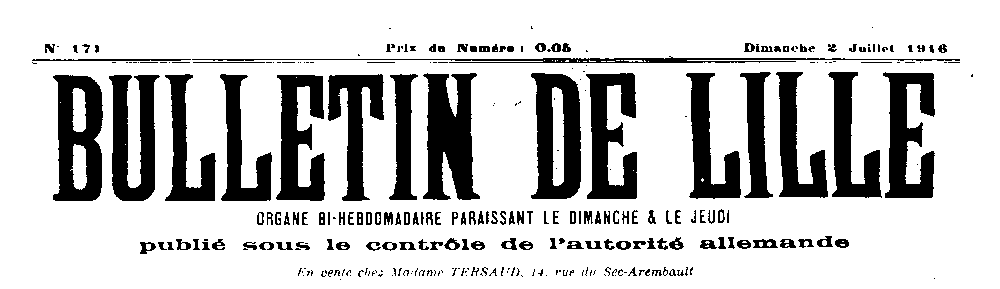 N° 171 Prix du Numéro : 0.05 Dimanche 2 Juillet 1916
BULLETIN DE LILLE
ORGANE BI-HEBDOMADAIRE PARAISSANT LE DIMANCHE & LE JEUDI
publié sous le contrôle de l'autorité allemande
En vente chez Madame TERSAUD, 14, rue du Sec-Arembault